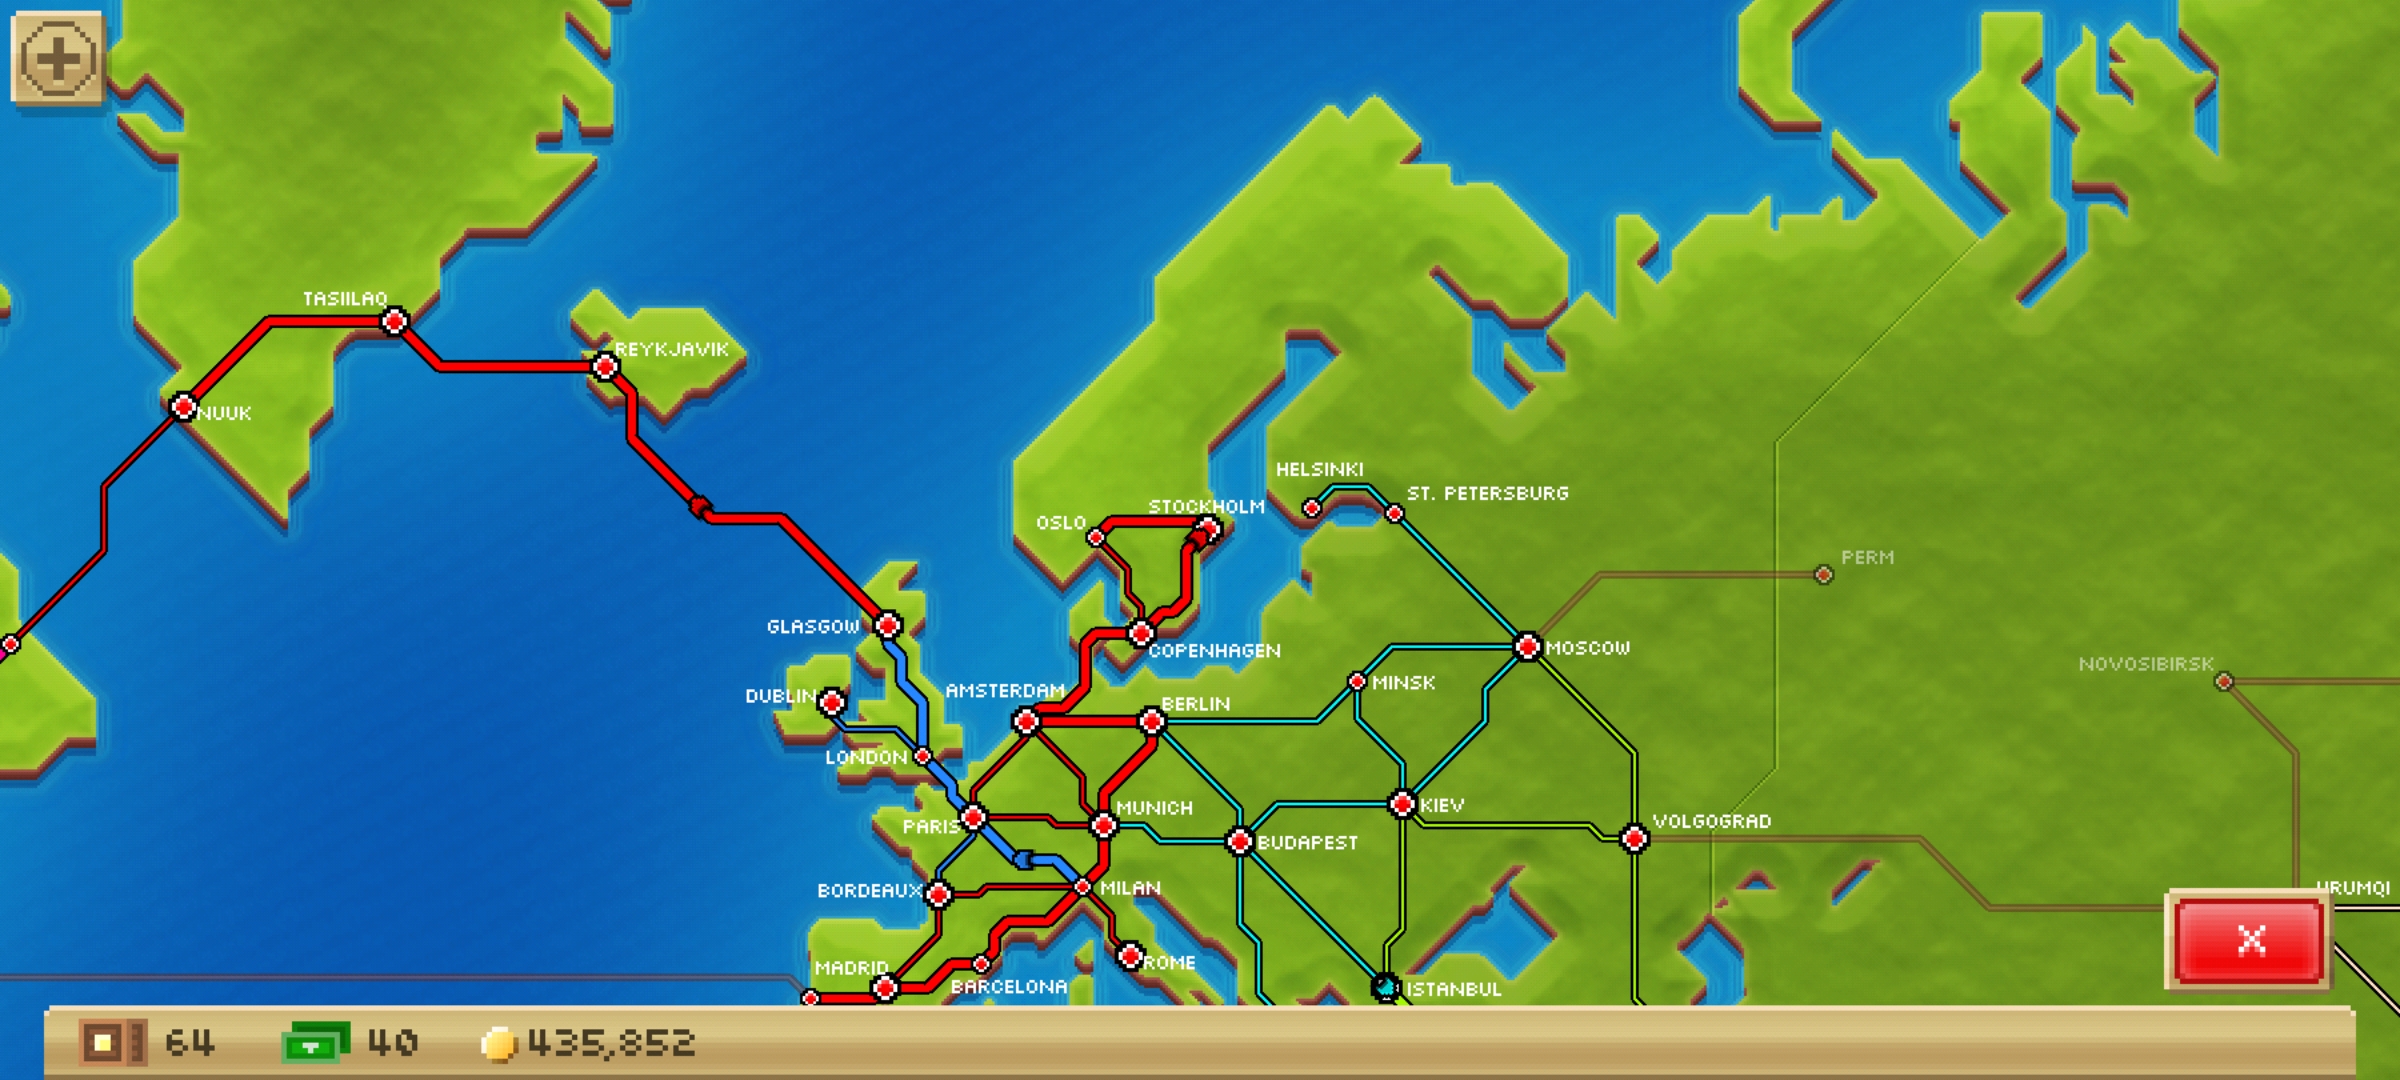 TASIILAQ
REYKJAVIK
NUUK
HELSINKI
ST. PETERSBURG
STOCKHOLM
OSLO
PERM
GLASGOW
COPENHAGEN
MOSCOW
NOVOSIBIRSK
MINSK
DUBLIN
AMSTERDAM
BERLIN
LONDON
MUNICH
KIEV
PARIS
VOLGOGRAD
BUDAPEST
BORDEAUX
MILAN
URUMQI
MADRID
ROME
BARCELONA
ISTANBUL
64 40 435,852